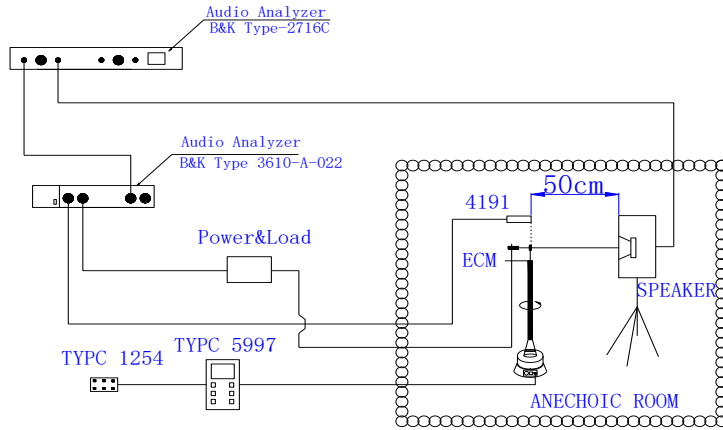 Audio Analyzer
B&K Type-2716C
Audio Analyzer
B&K Type 3610-A-022
50cm
4191
Power&Load
ECM
SPEAKER
TYPC 1254
TYPC 5997
ANECHOIC ROOM